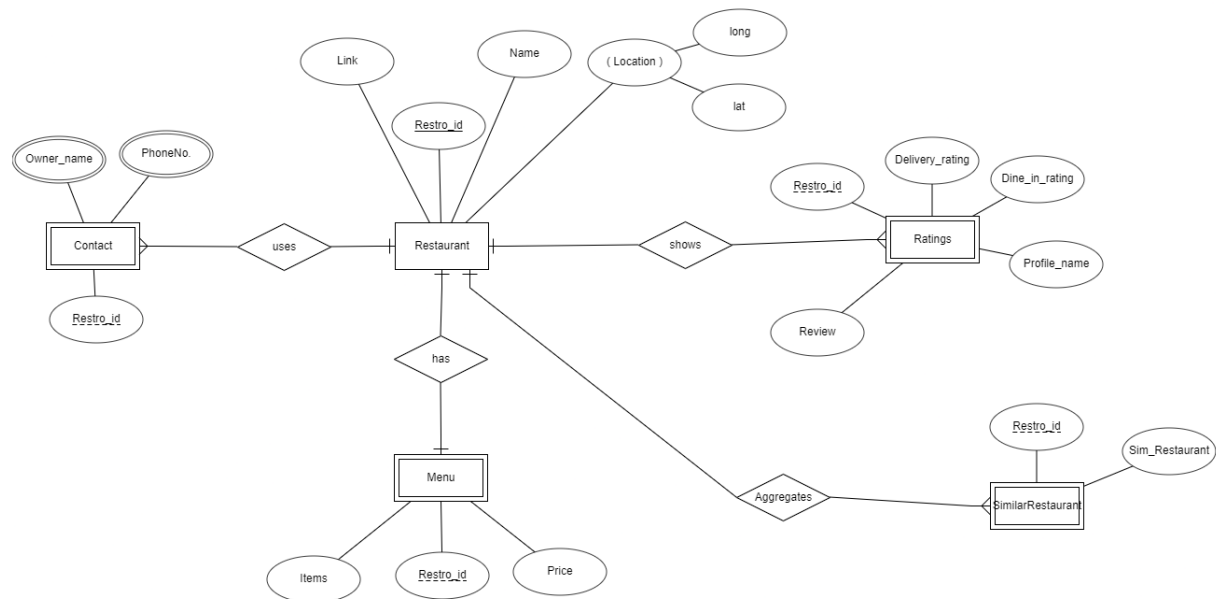 long
Name
Link
( Location )
lat
Restro_id
PhoneNo.
Owner_name
Delivery_rating
Dine_in_rating
Restro_id
Contact
uses
Restaurant
shows
Ratings
Profile_name
Restro_id
Review
has
Restro_id
Sim_Restaurant
Menu
Aggregates
SimilarRestaurant
Items
Restro_id
Price